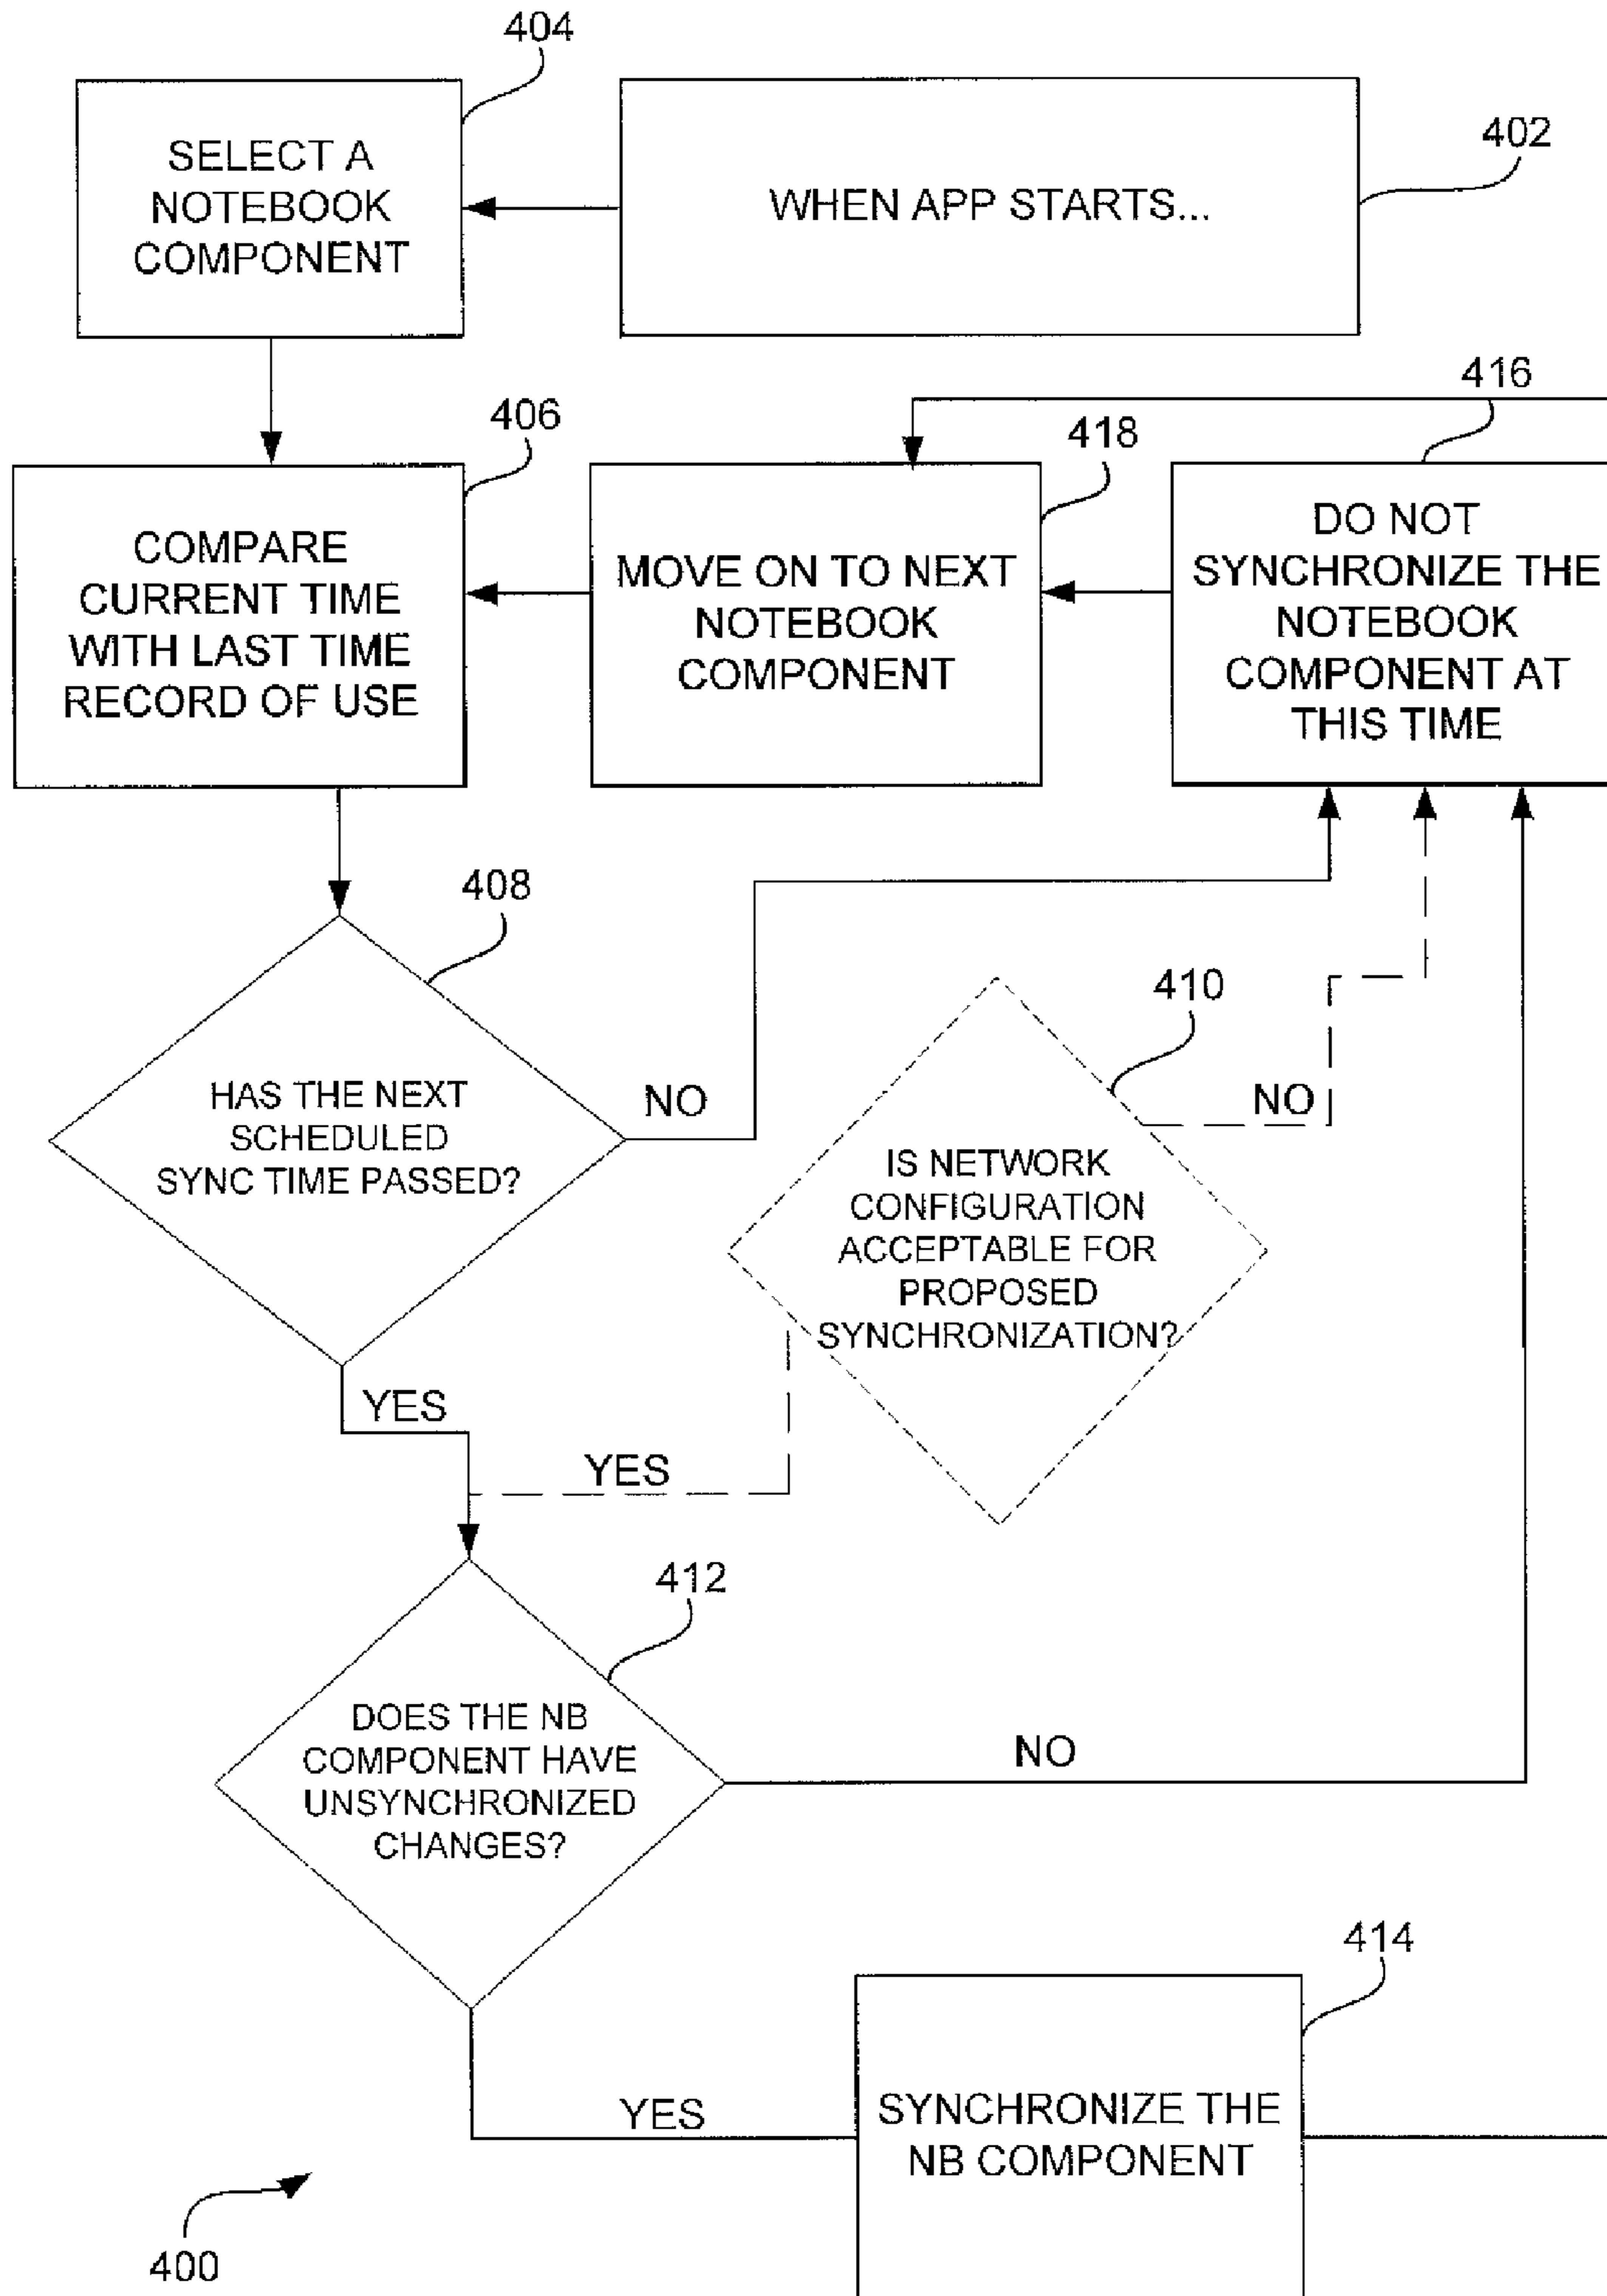 404
SELECT A
NOTEBOOK
COMPONENT
402
WHEN APP STARTS...
406
COMPARE
CURRENT TIME
WITH LAST TIME
RECORD OF USE
418
MOVE ON TO NEXT
NOTEBOOK
COMPONENT
416
DO NOT
SYNCHRONIZE THE
NOTEBOOK
COMPONENT AT
THIS TIME
408
HAS THE NEXT
SCHEDULED
SYNC TIME PASSED?
NO
YES
410
IS NETWORK
CONFIGURATION
ACCEPTABLE FOR
PROPOSED
SYNCHRONIZATION?
NO
YES
412
DOES THE NB
COMPONENT HAVE
UNSYNCHRONIZED
CHANGES?
NO
YES
414
SYNCHRONIZE THE
NB COMPONENT
400